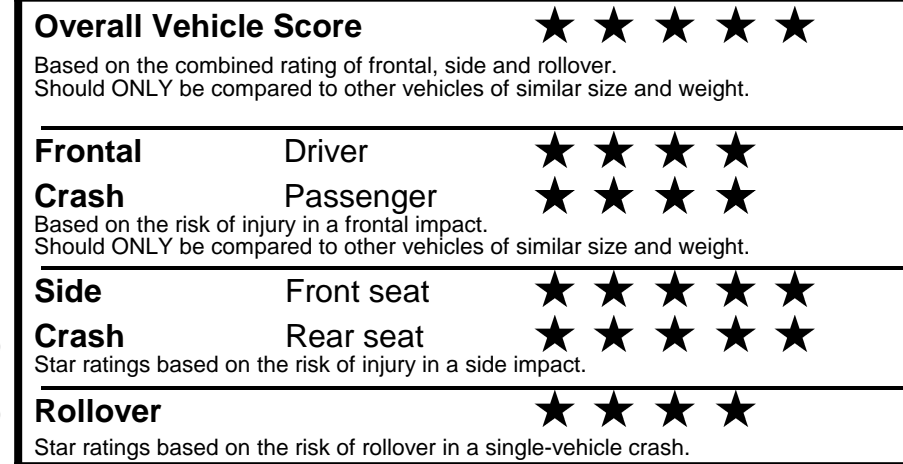 Overall Vehicle Score ★ ★ ★ ★ ★
Based on the combined rating of frontal, side and rollover.
Should ONLY be compared to other vehicles of similar size and weight.
Frontal Driver ★ ★ ★ ★
Crash Passenger ★ ★ ★ ★
Based on the risk of injury in a frontal impact.
Should ONLY be compared to other vehicles of similar size and weight.
Side Front seat ★ ★ ★ ★ ★
Crash Rear seat ★ ★ ★ ★ ★
Star ratings based on the risk of injury in a side impact.
Rollover ★ ★ ★ ★
Star ratings based on the risk of rollover in a single-vehicle crash.